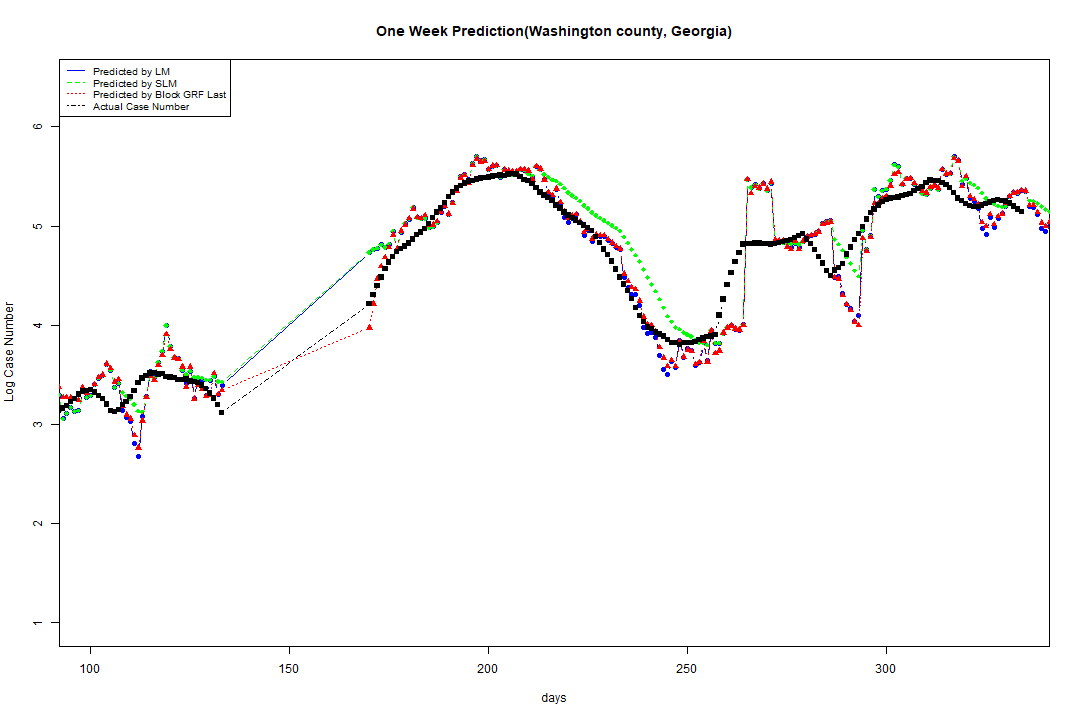 One Week Prediction(Washington county, Georgia)
Predicted by LM
Predicted by SLM
Predicted by Block GRF Last
Actual Case Number
Log Case Number
6
5
4
3
2
1
100 150 200 250 300
days